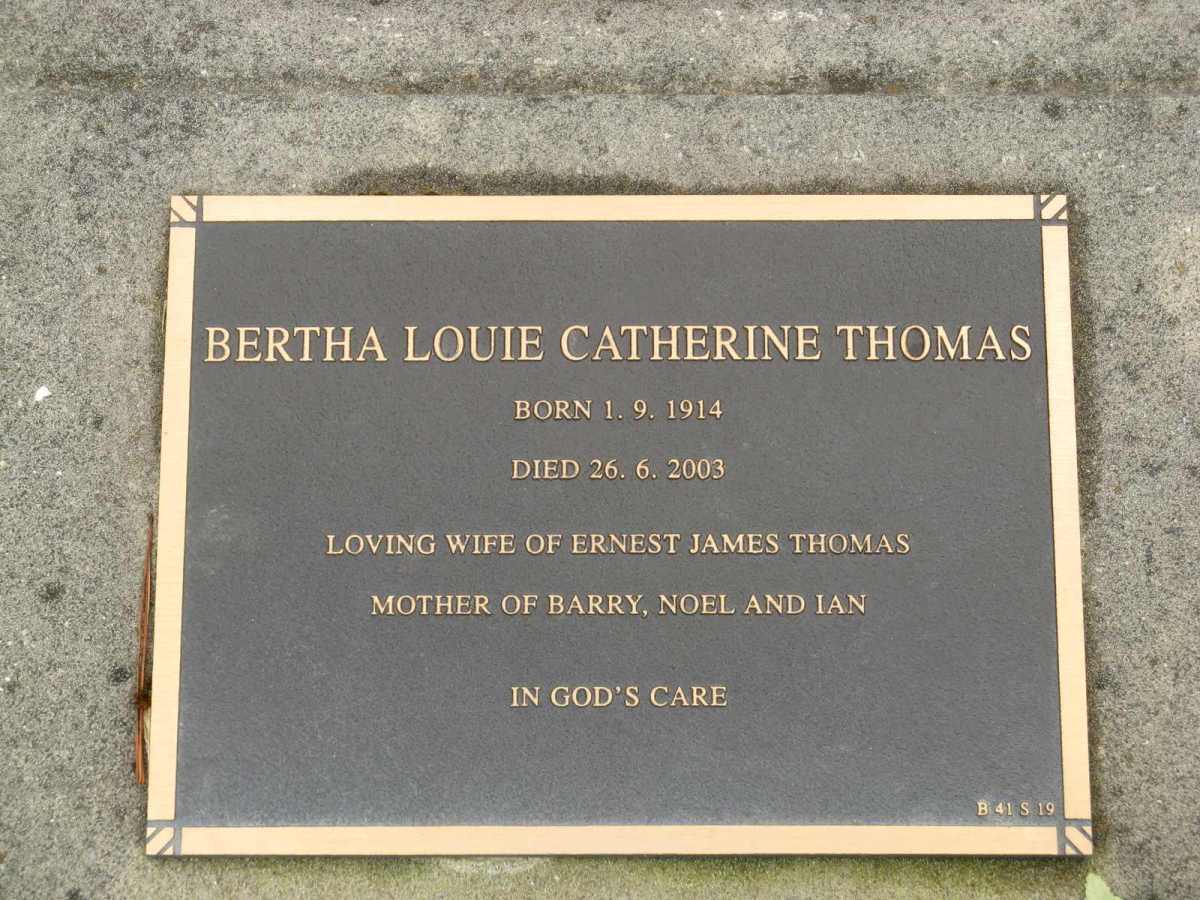 BERTHA LOUIE CATHERINE THOMAS
BORN 1. 9. 1914
DIED 26. 6. 2003
LOVING WIFE OF ERNEST JAMES THOMAS
MOTHER OF BARRY, NOEL AND IAN
IN GOD'S CARE
B 41 S 19